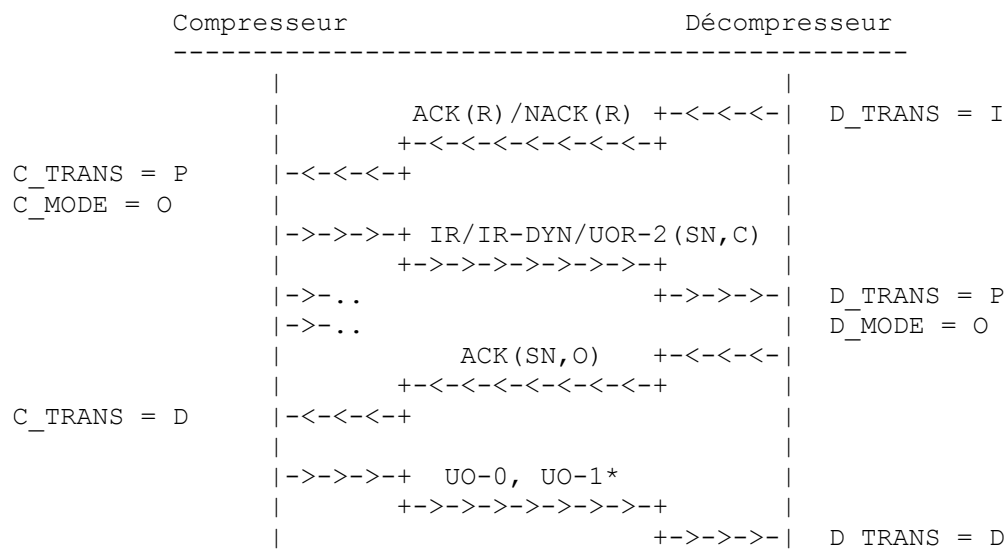 Compresseur                     Décompresseur
----------------------------------------------
                |                               |
                |       ACK(R)/NACK(R) +-<-<-<-|  D_TRANS = I
                |       +-<-<-<-<-<-<-<-+       |
C_TRANS = P     |-<-<-<-+                       |
C_MODE = O      |                               |
                |->->->-+ IR/IR-DYN/UOR-2(SN,C) |
                |       +->->->->->->->-+       |
                |->-..                  +->->->-|  D_TRANS = P
                |->-..                          |  D_MODE = O
                |           ACK(SN,O)   +-<-<-<-|
                |       +-<-<-<-<-<-<-<-+       |
C_TRANS = D     |-<-<-<-+                       |
                |                               |
                |->->->-+  UO-0, UO-1*          |
                |       +->->->->->->->-+       |
                |                       +->->->-|  D TRANS = D